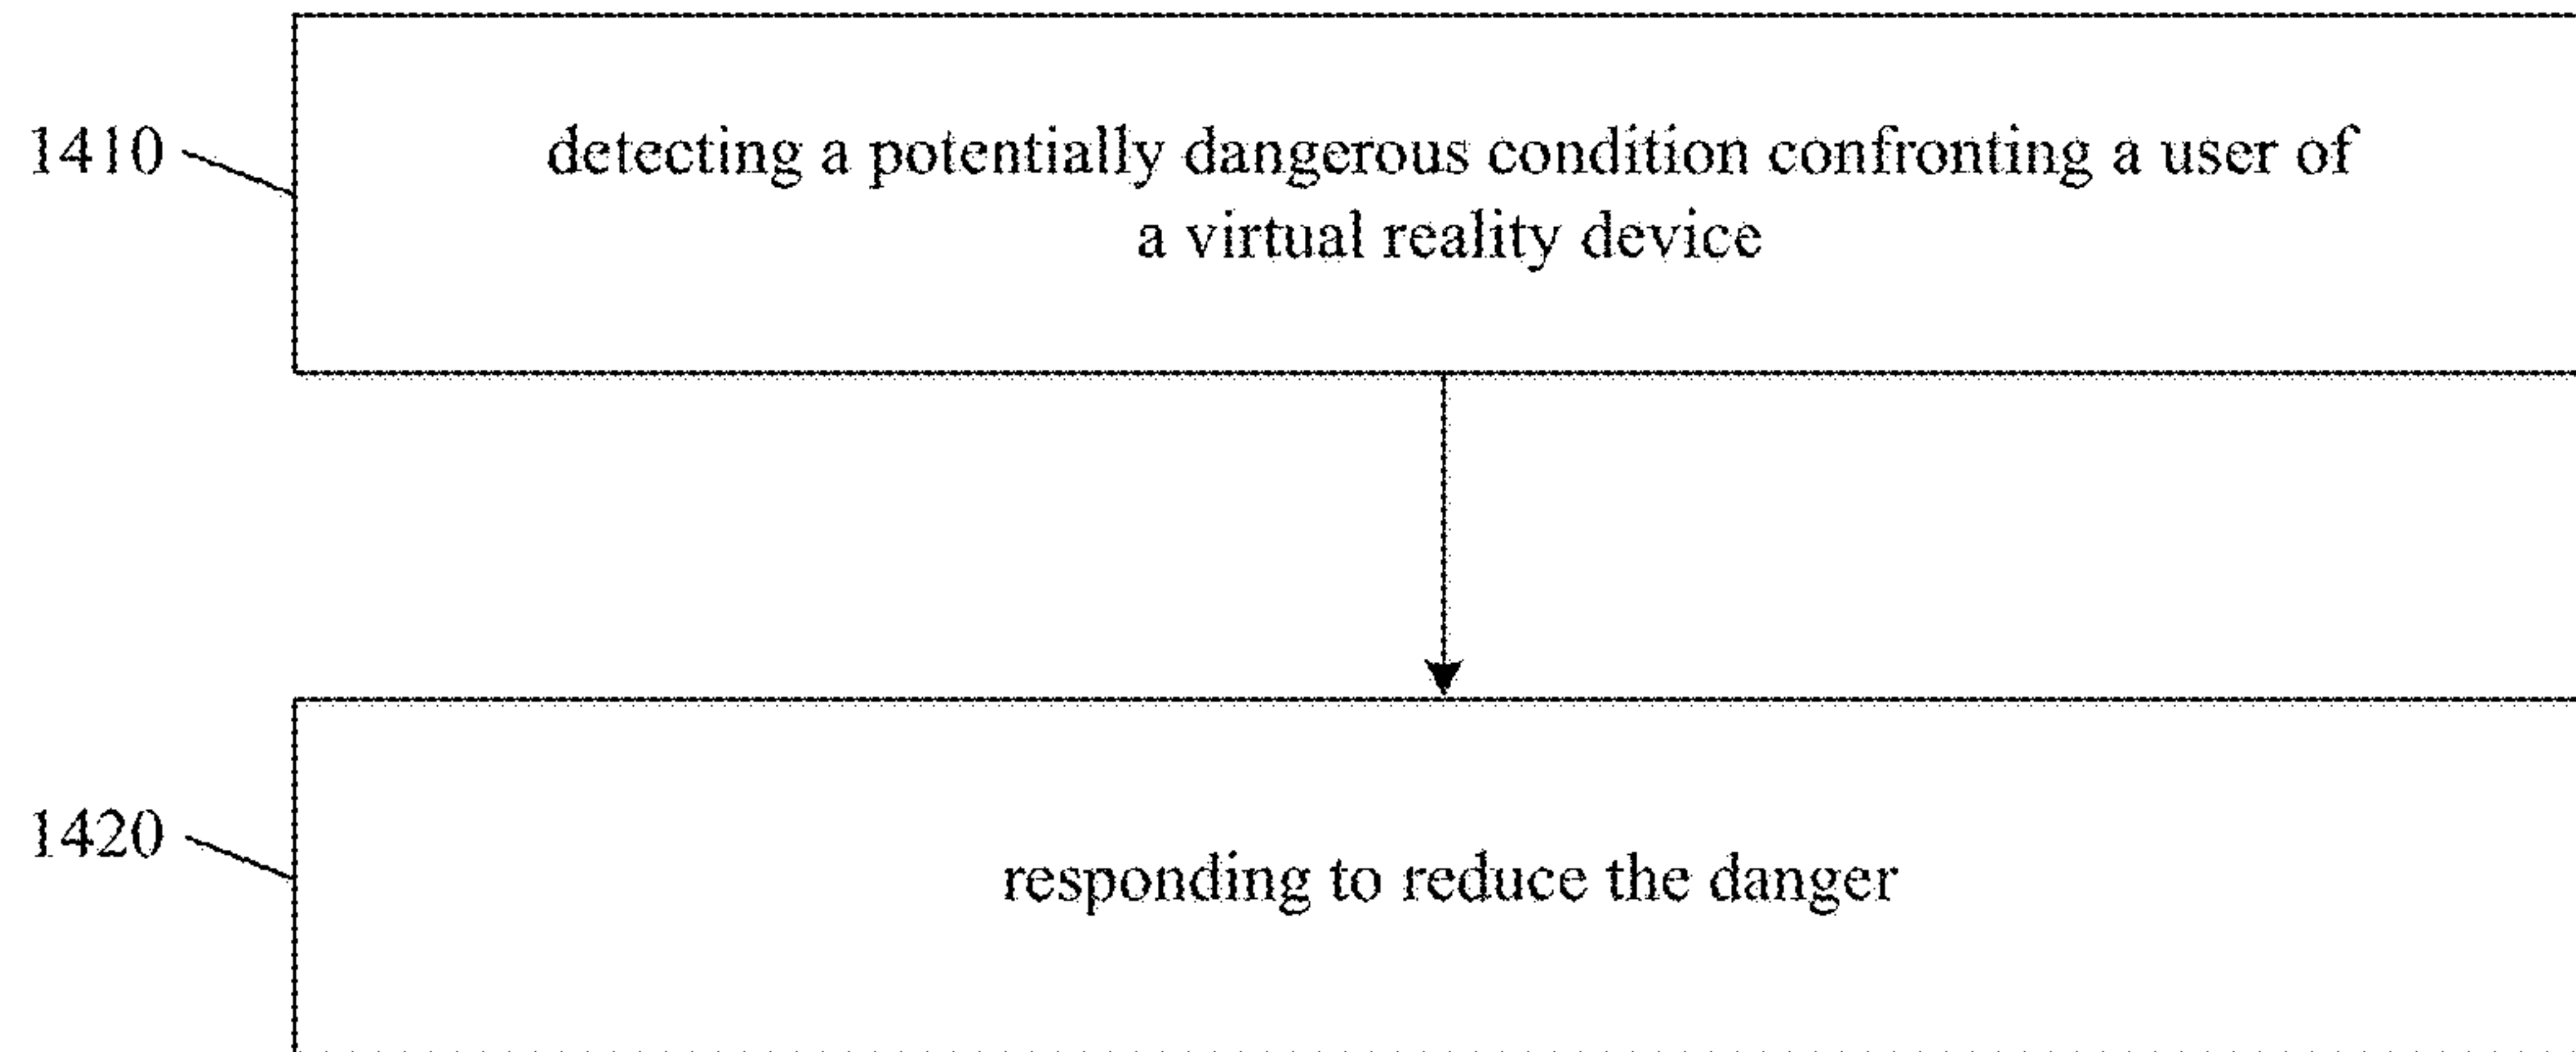 1410
detecting a potentially dangerous condition confronting a user of
a virtual reality device
1420
responding to reduce the danger